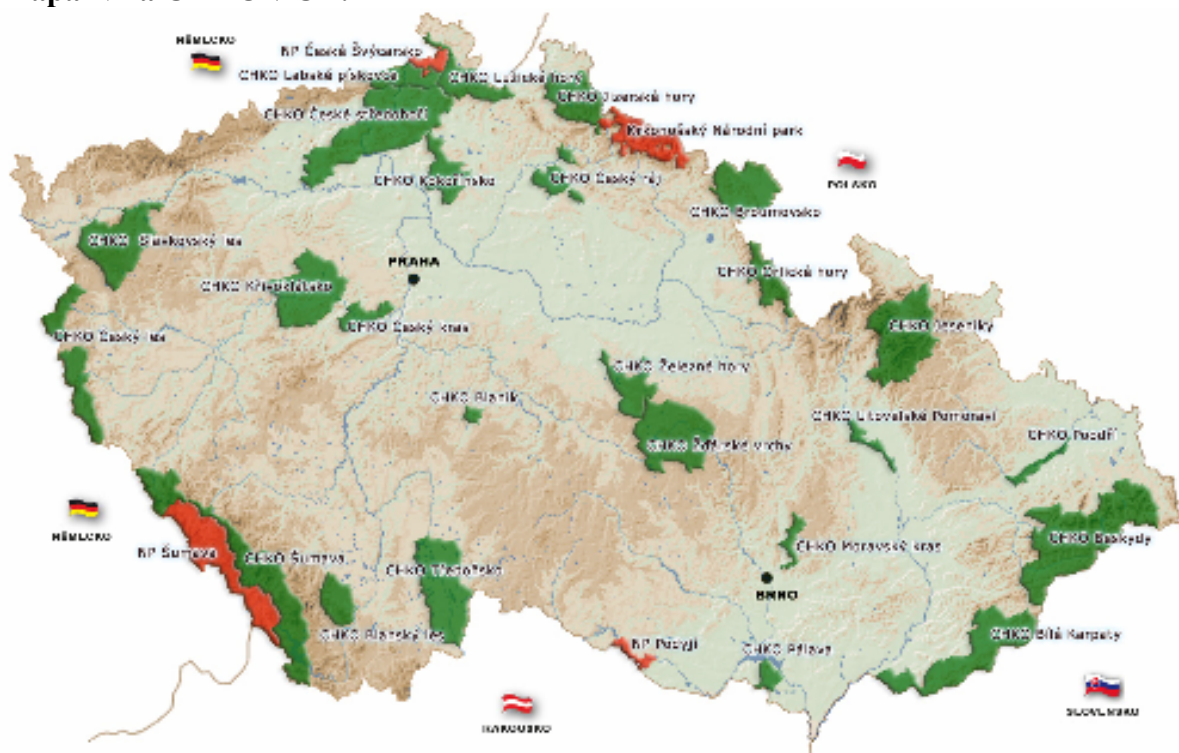 NĚMECKO
NP České Švýcarsko
CHKO Labské pískovce
CHKO Lužické hory
CHKO Jizerské hory
CHKO České středohoří
Krkonošský Národní park
CHKO Kokořínsko
CHKO Český ráj
POLSKO
CHKO Broumovsko
CHKO Slavkovský les
PRAHA
CHKO Orlické hory
CHKO Křivoklátsko
CHKO Český kras
CHKO Jeseníky
CHKO Český les
CHKO Železné hory
CHKO Blaník
CHKO Litovelské Pomoraví
CHKO Poodří
CHKO Žďárské vrchy
NĚMECKO
NP Šumava
CHKO Šumava
CHKO Třeboňsko
CHKO Moravský kras
CHKO Beskydy
BRNO
CHKO Blanský les
NP Podyjí
CHKO Pálava
CHKO Bílé Karpaty
RAKOUSKO
SLOVENSKO